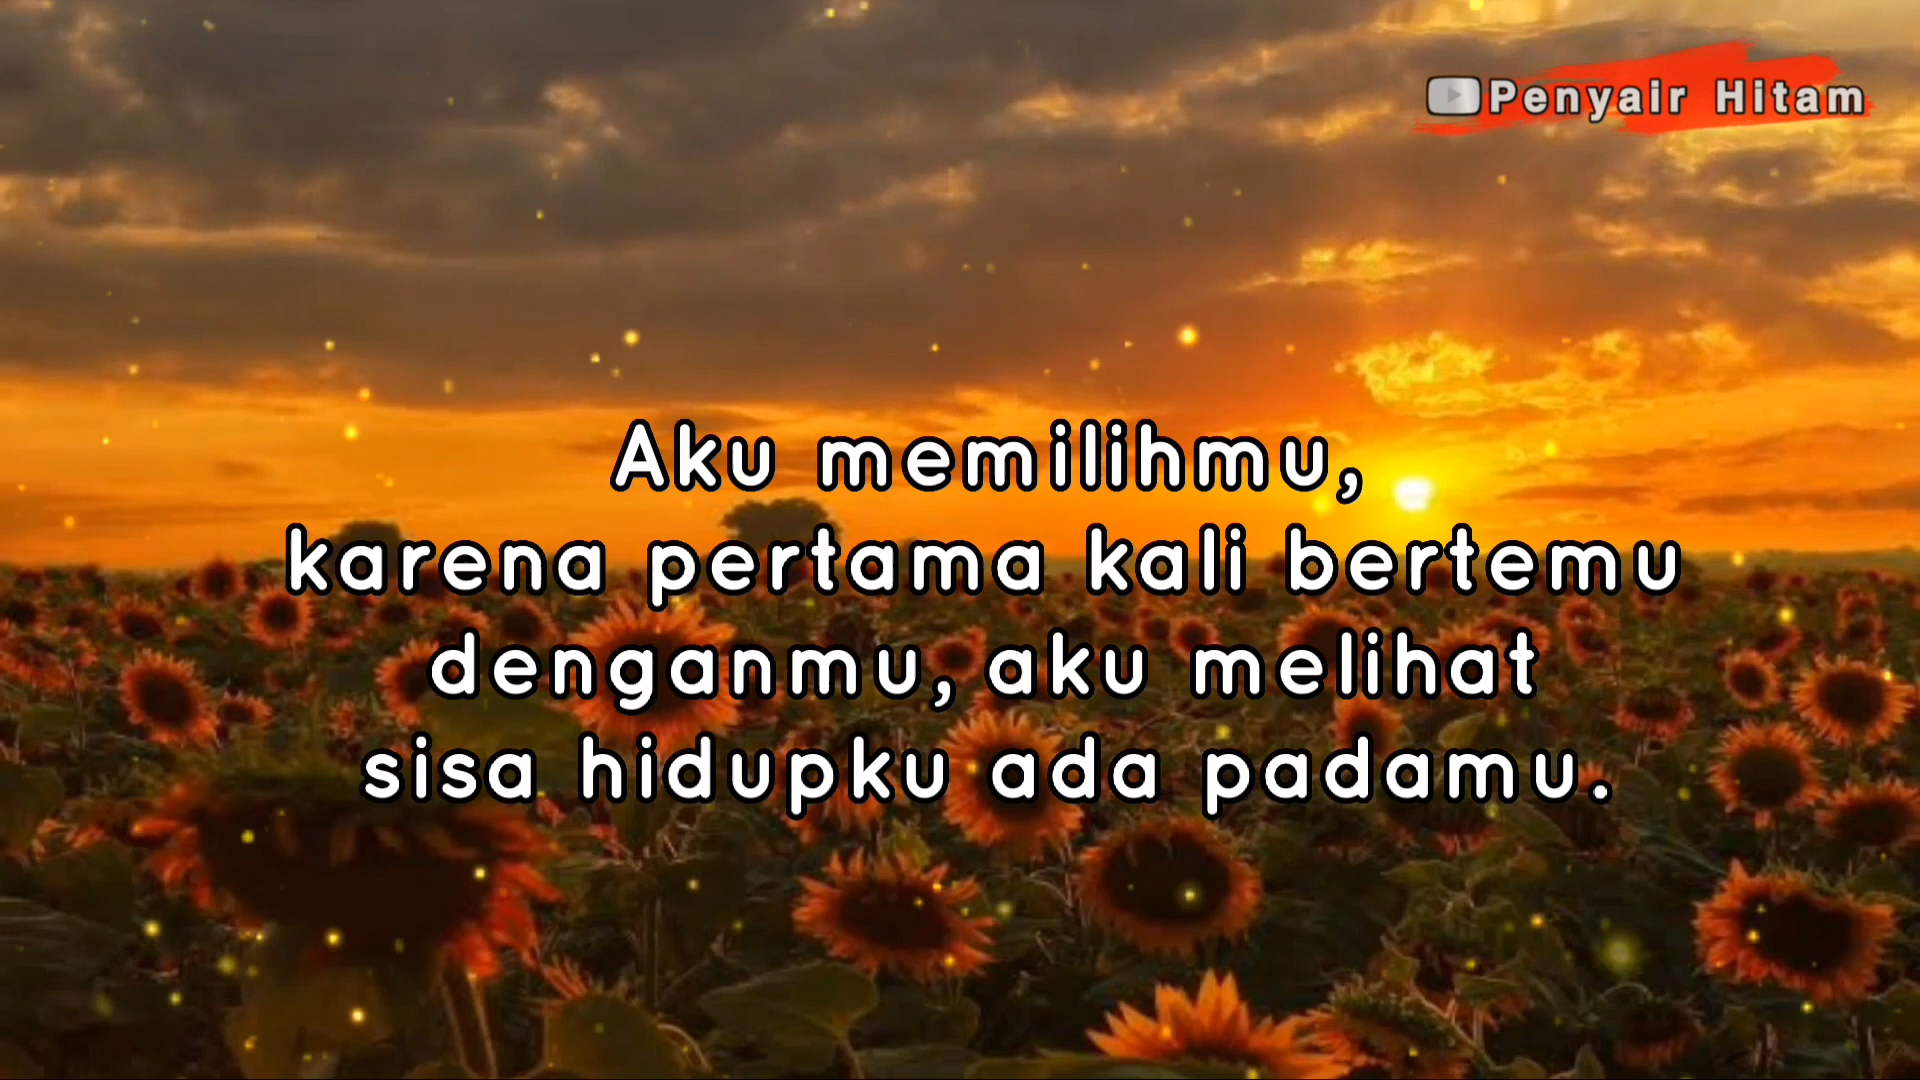 Penyair Hitam
Aku memilihmu,
karena pertama kali bertemu
denganmu, aku melihat
sisa hidupku ada padamu.